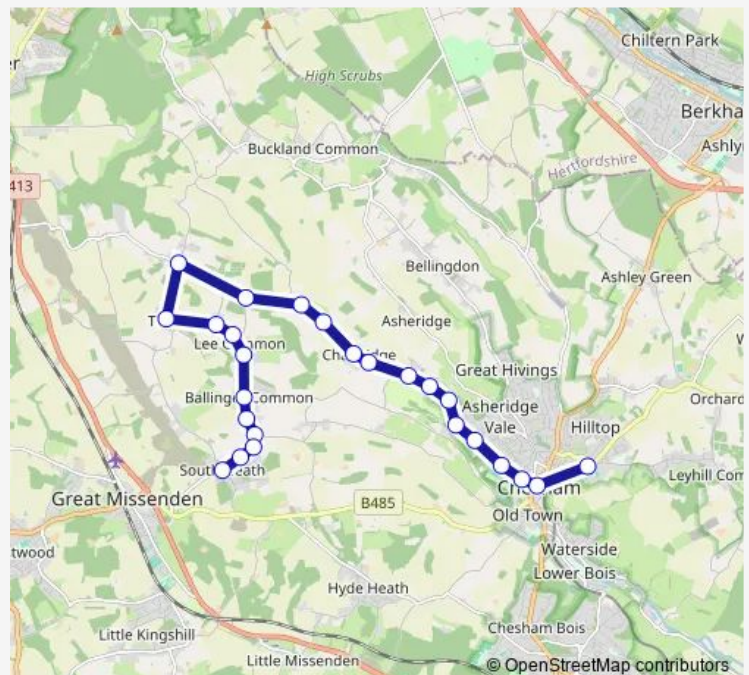 Chiltern Park
er
High Scrubs
Berkha
Buckland Common
Ashly
Hertfordshire
413
Bellingdon
Ashley Green
Asheridge
Lee Common
Great Hivings
Ballinger Common
Asheridge
Vale
Orchard
Hilltop
South Heath
Leyhill Com
Great Missenden
Chesham
B485
Old Town
stwood
Waterside
Lower Bois
Hyde Heath
Little Kingshill
Chesham Bois
Little Missenden
© OpenStreetMap contributors